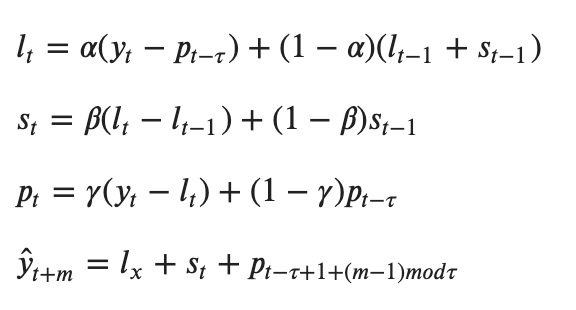 l_t = α(y_t − p_{t−τ}) + (1 − α)(l_{t−1} + s_{t−1})
s_t = β(l_t − l_{t−1}) + (1 − β)s_{t−1}
p_t = γ(y_t − l_t) + (1 − γ)p_{t−τ}
ŷ_{t+m} = l_x + s_t + p_{t−τ+1+(m−1)modτ}